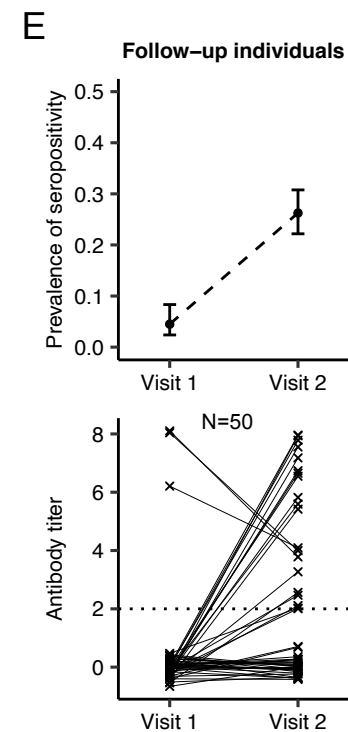 E
Follow−up individuals
Prevalence of seropositivity
0.5
0.4
0.3
0.2
0.1
0.0
Visit 1 Visit 2
N=50
Antibody titer
8
6
4
2
0
Visit 1 Visit 2